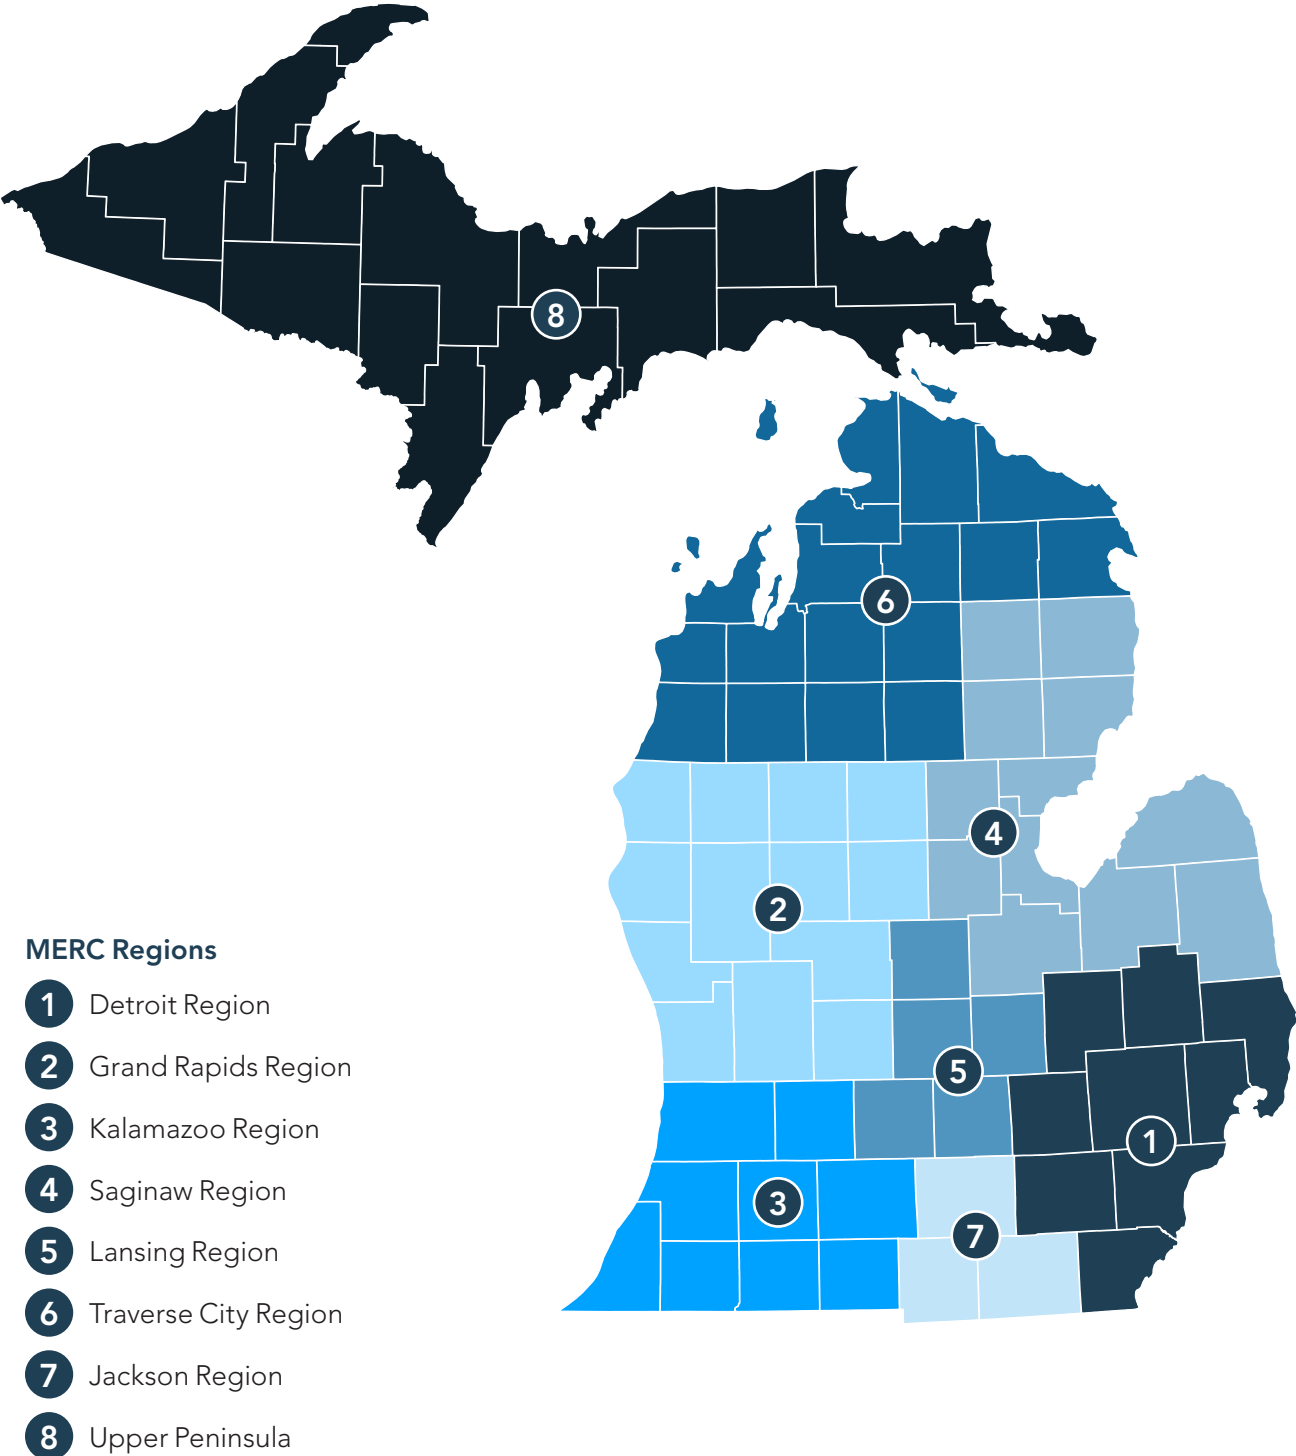 8
6
4
2
5
1
3
7
MERC Regions
1 Detroit Region
2 Grand Rapids Region
3 Kalamazoo Region
4 Saginaw Region
5 Lansing Region
6 Traverse City Region
7 Jackson Region
8 Upper Peninsula